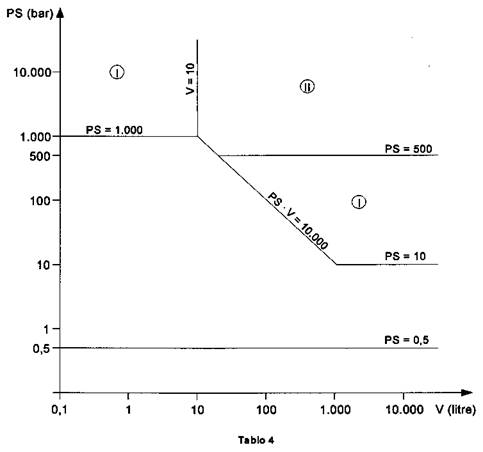 PS (bar)
10.000
I
V = 10
II
1.000
PS = 1.000
500
PS = 500
100
PS · V = 10.000
I
10
PS = 10
1
0,5
PS = 0,5
0,1
1
10
100
1.000
10.000
V (litre)
Tablo 4